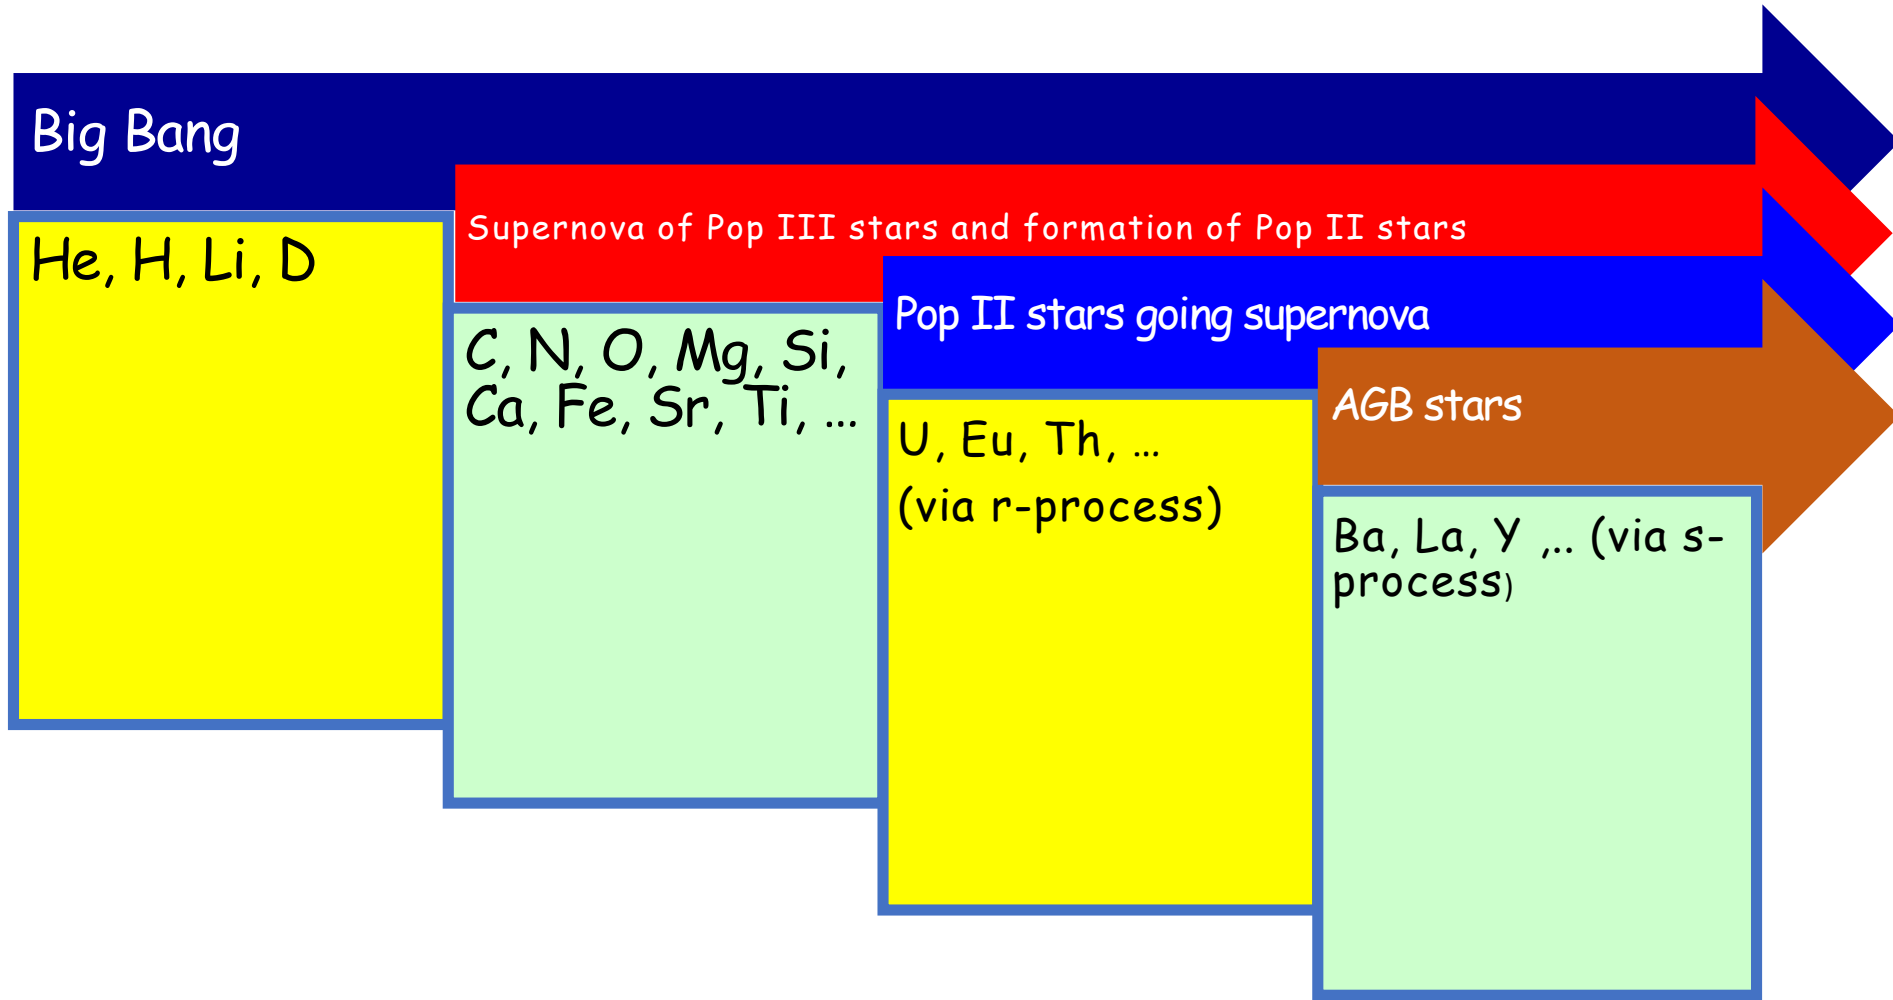 Big Bang
He, H, Li, D
Supernova of Pop III stars and formation of Pop II stars
C, N, O, Mg, Si,
Ca, Fe, Sr, Ti, ...
Pop II stars going supernova
U, Eu, Th, ...
(via r-process)
AGB stars
Ba, La, Y ,.. (via s-
process)